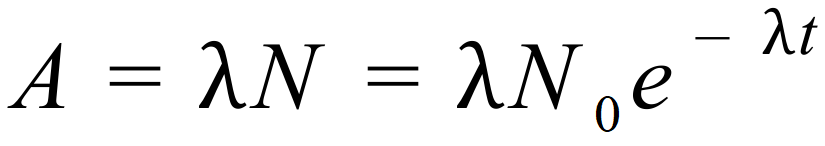 A = λN = λN₀e^{− λt}